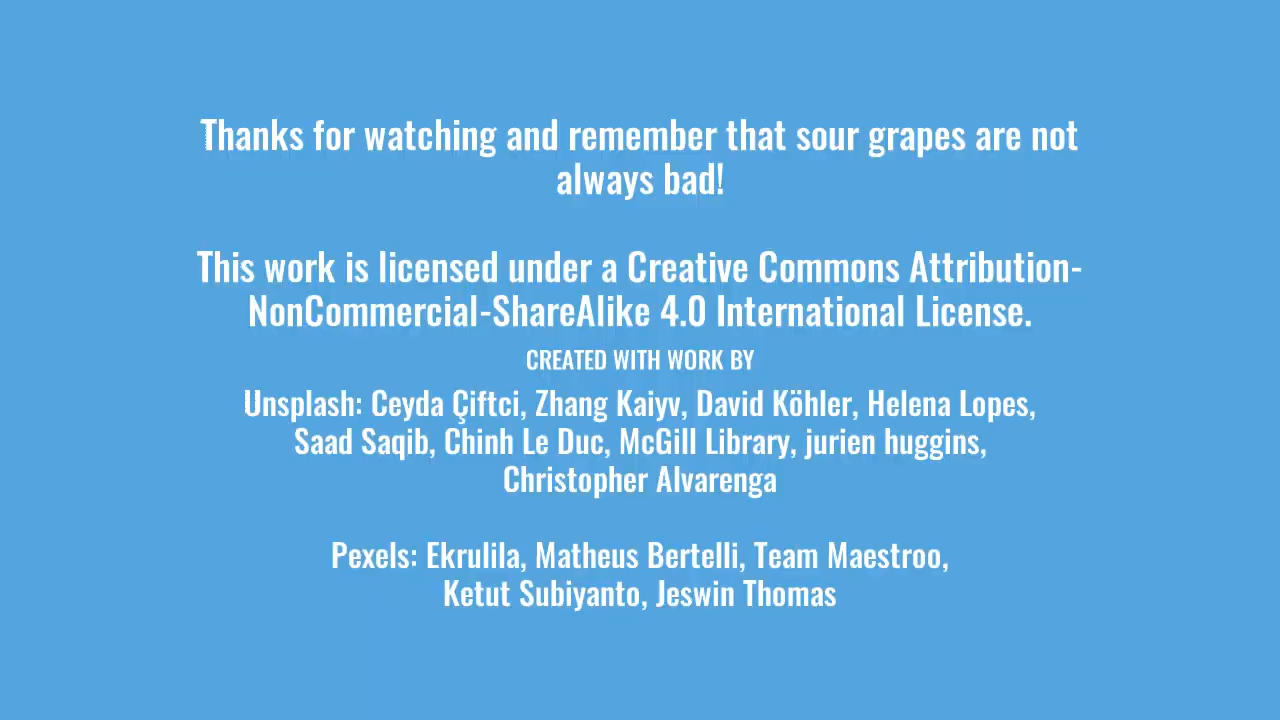 Thanks for watching and remember that sour grapes are not
always bad!
This work is licensed under a Creative Commons Attribution-
NonCommercial-ShareAlike 4.0 International License.
CREATED WITH WORK BY
Unsplash: Ceyda Çiftci, Zhang Kaiyv, David Köhler, Helena Lopes,
Saad Saqib, Chinh Le Duc, McGill Library, jurien huggins,
Christopher Alvarenga
Pexels: Ekrulila, Matheus Bertelli, Team Maestroo,
Ketut Subiyanto, Jeswin Thomas